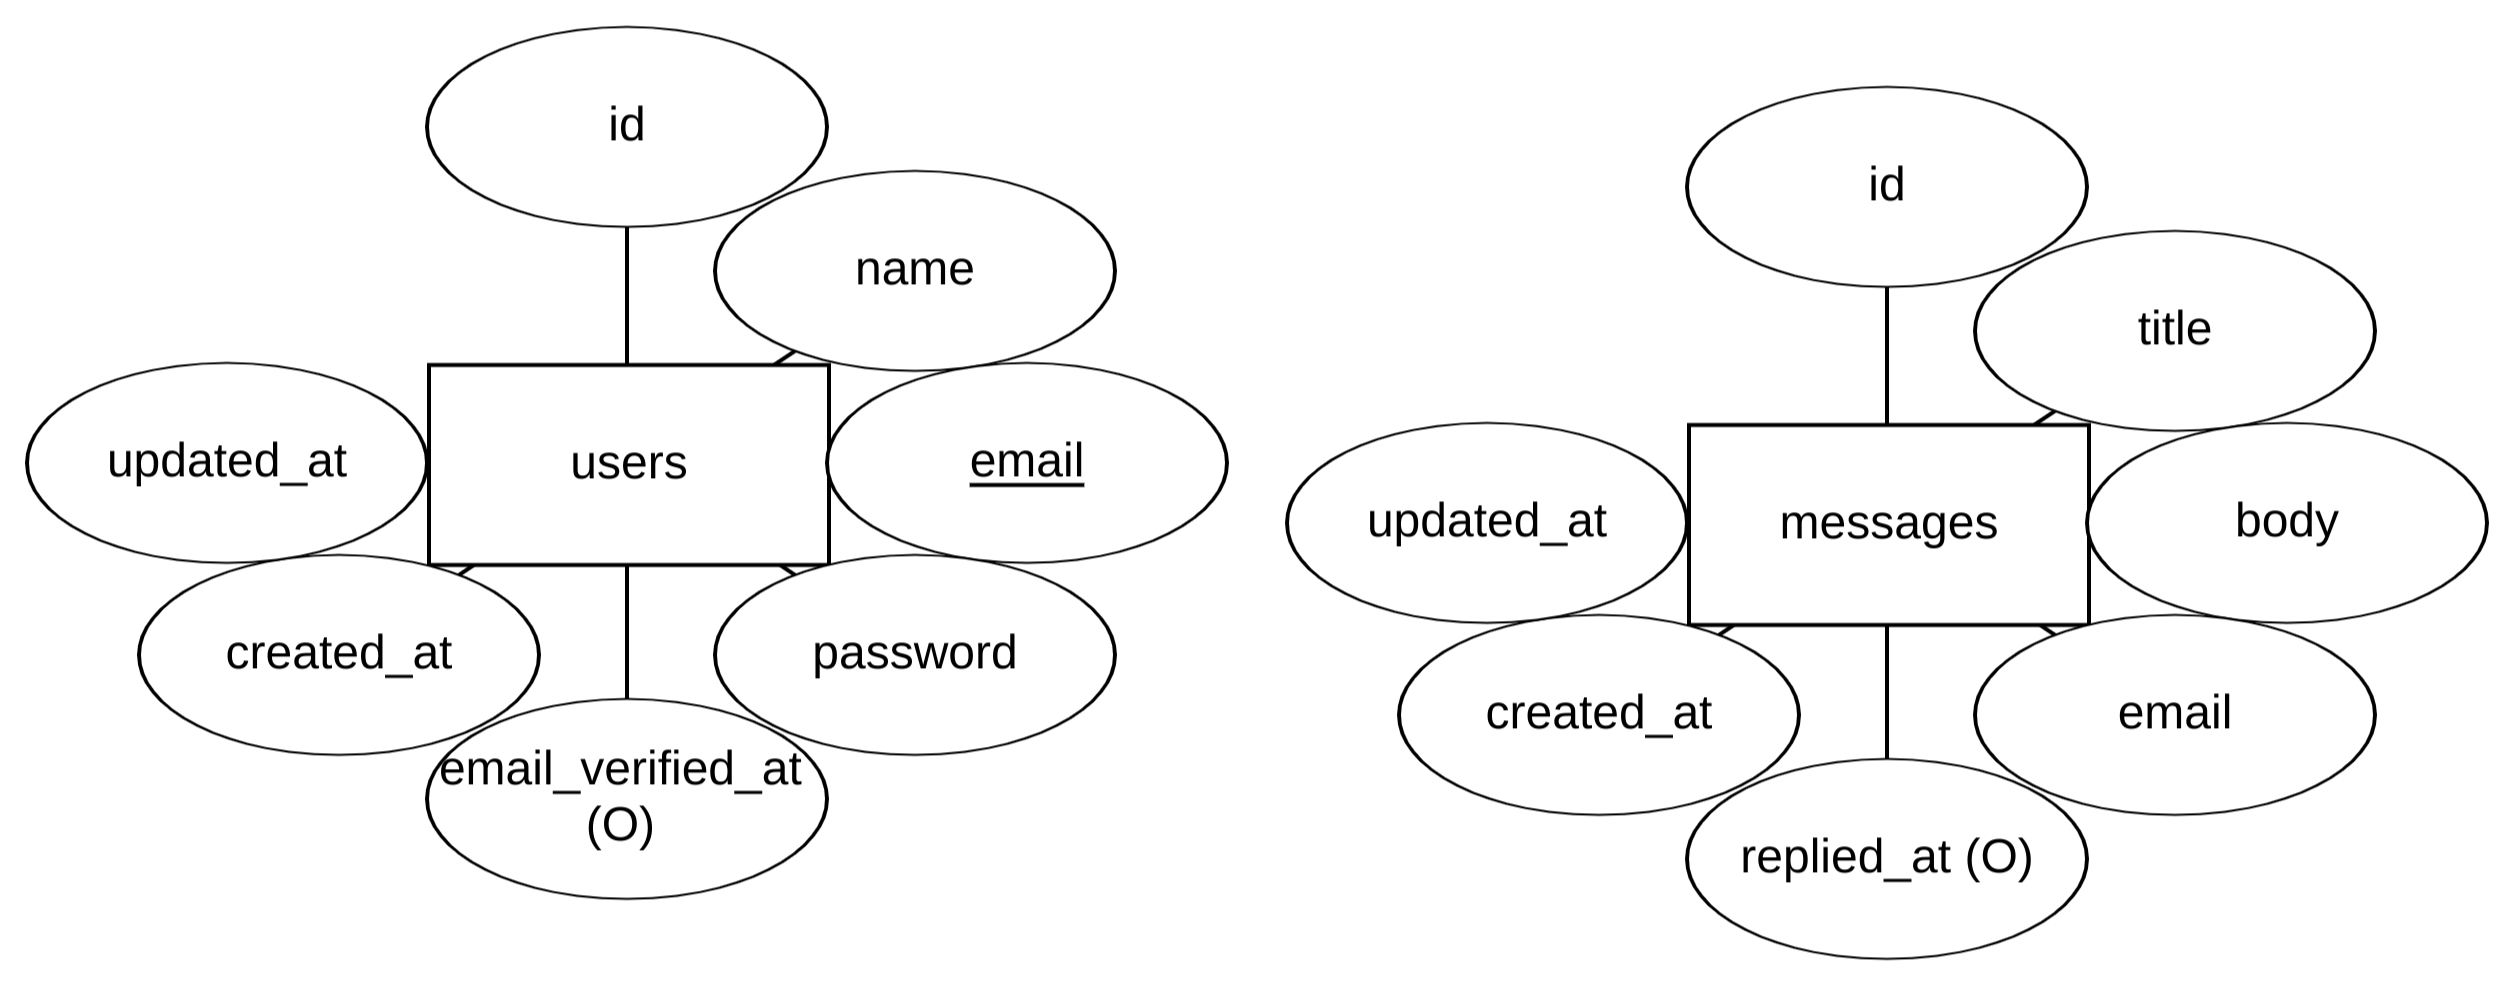 id
name
updated_at
users
email
created_at
password
email_verified_at
(O)
id
title
updated_at
messages
body
created_at
email
replied_at (O)